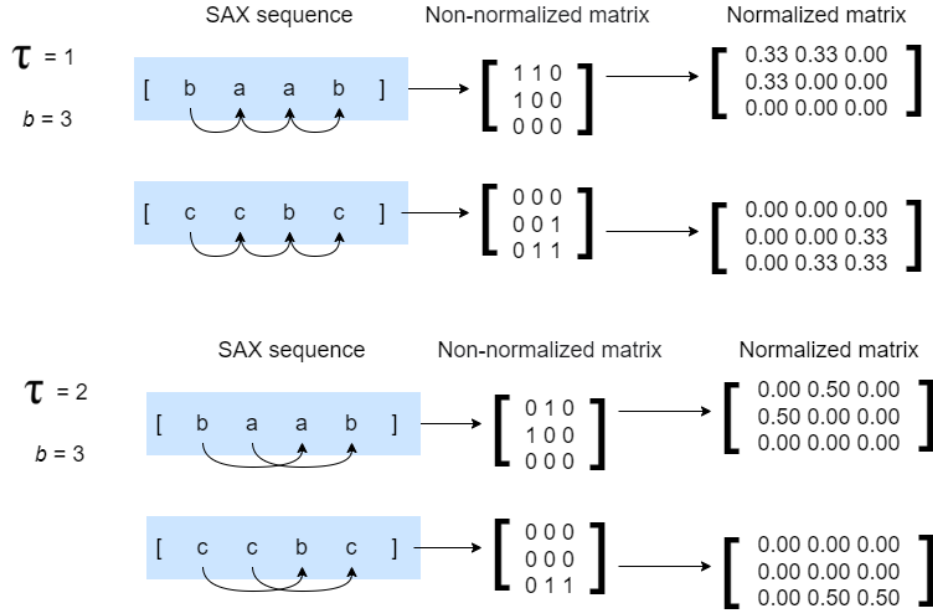 SAX sequence Non-normalized matrix Normalized matrix
τ = 1
b = 3
[ b a a b ]
1 1 0
1 0 0
0 0 0
0.33 0.33 0.00
0.33 0.00 0.00
0.00 0.00 0.00
[ c c b c ]
0 0 0
0 0 1
0 1 1
0.00 0.00 0.00
0.00 0.00 0.33
0.00 0.33 0.33
SAX sequence Non-normalized matrix Normalized matrix
τ = 2
b = 3
[ b a a b ]
0 1 0
1 0 0
0 0 0
0.00 0.50 0.00
0.50 0.00 0.00
0.00 0.00 0.00
[ c c b c ]
0 0 0
0 0 0
0 1 1
0.00 0.00 0.00
0.00 0.00 0.00
0.00 0.50 0.50